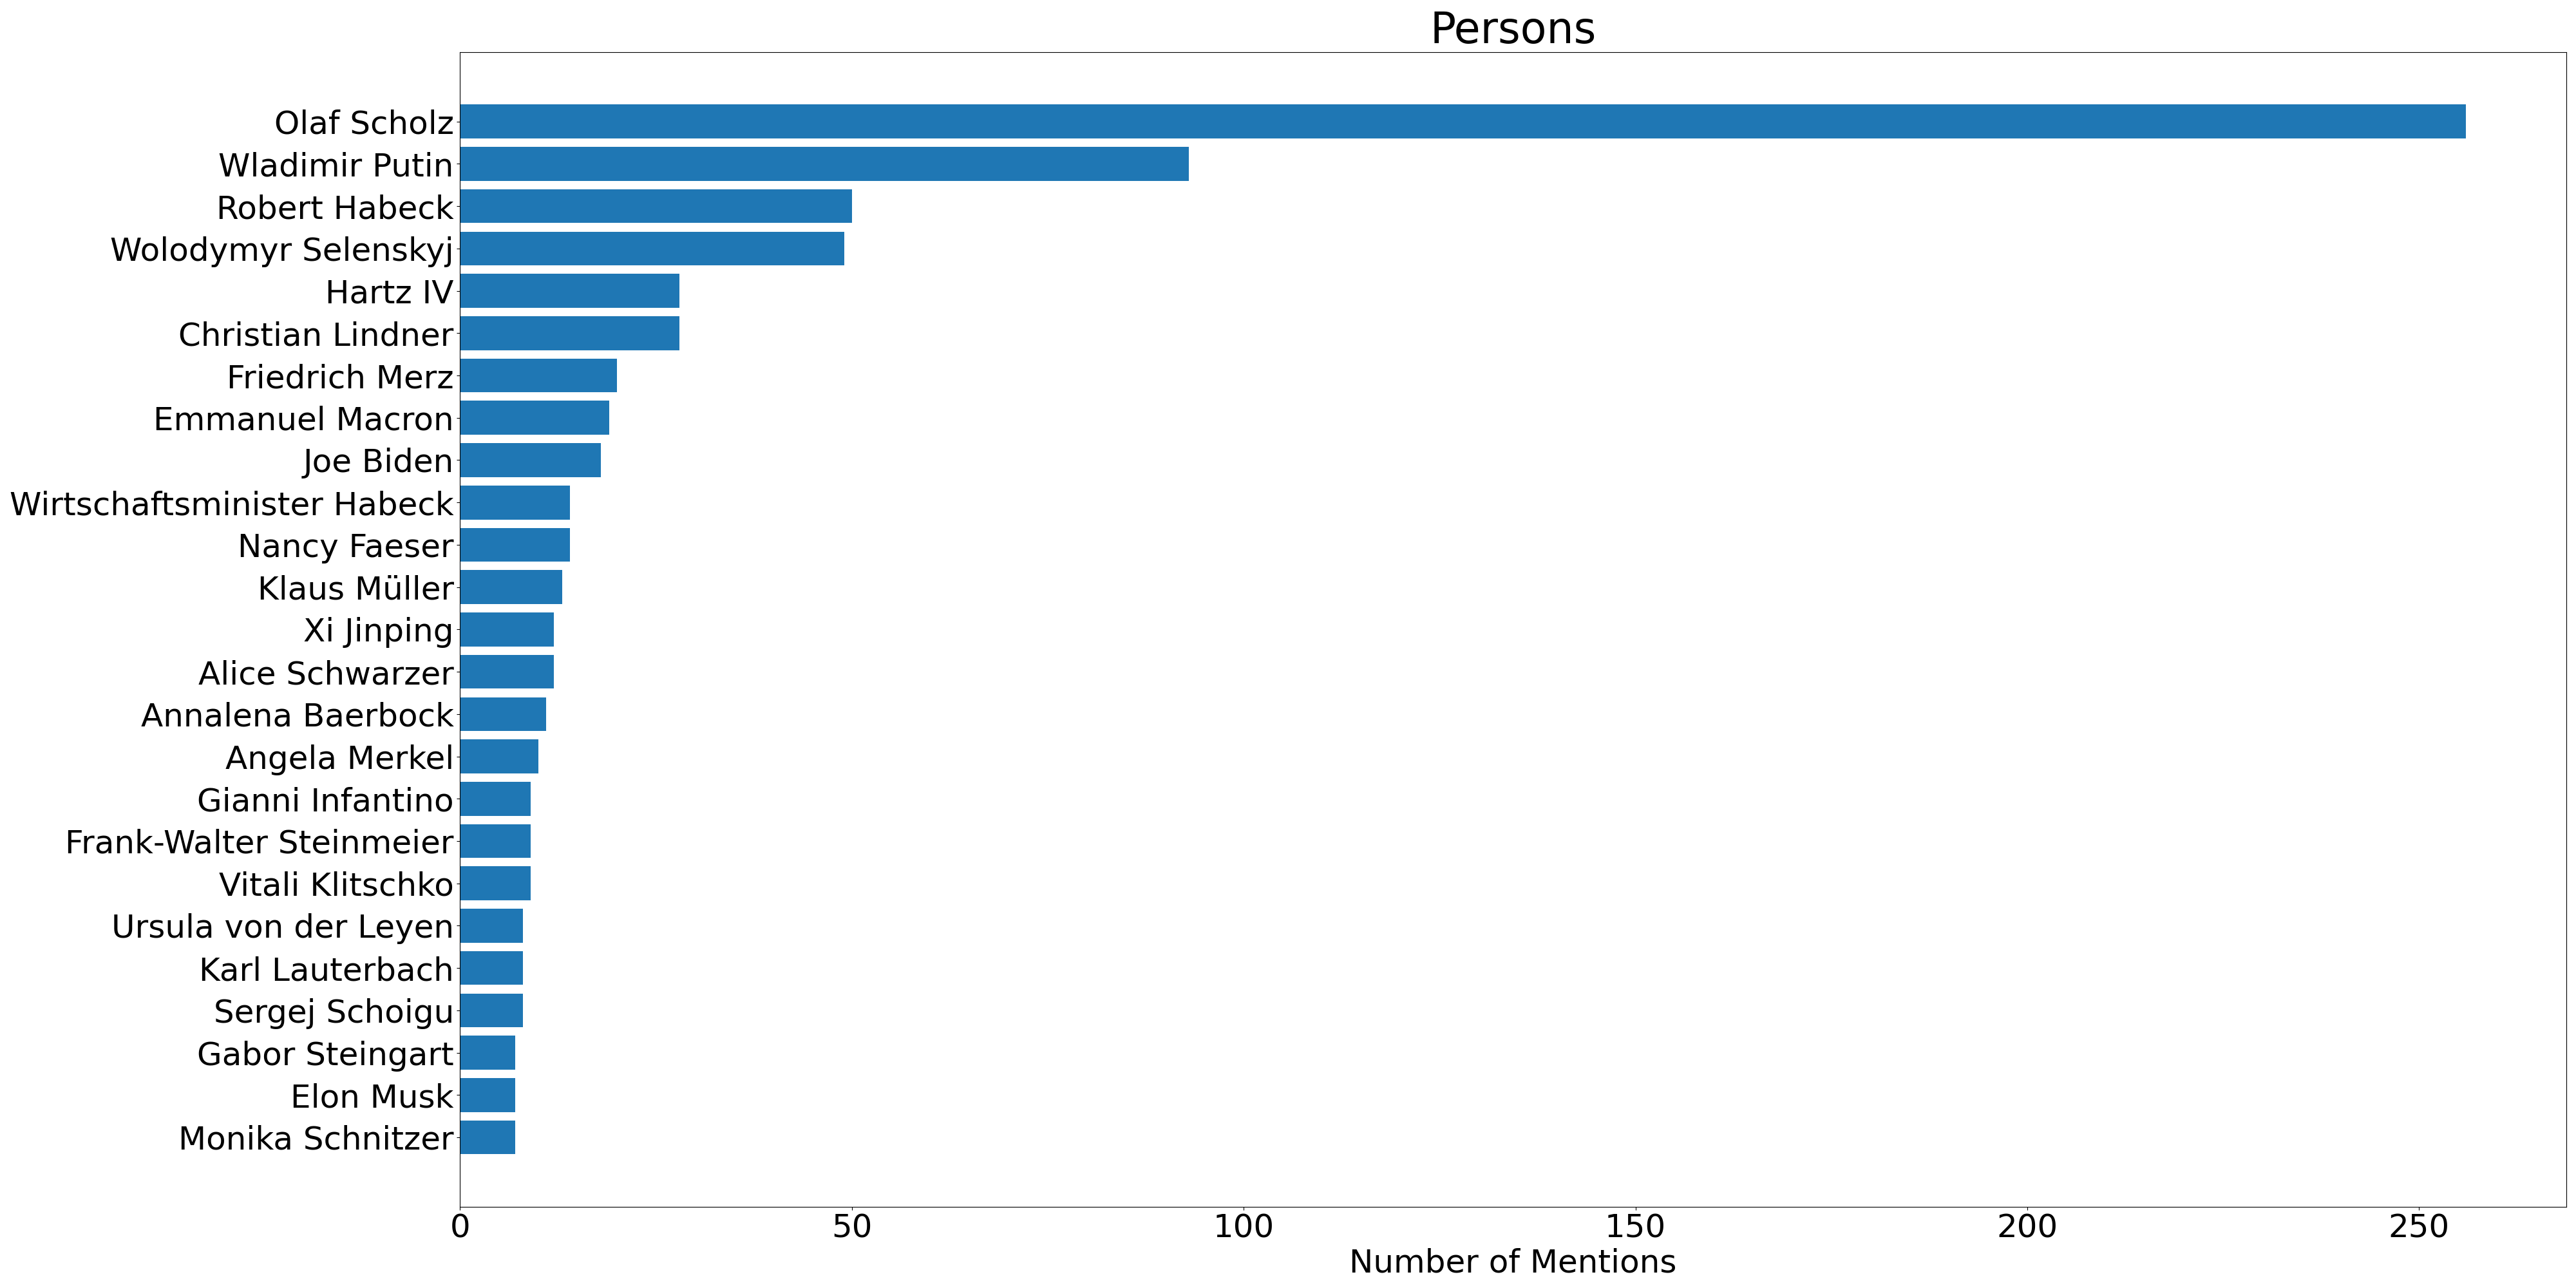 Persons
Olaf Scholz
Wladimir Putin
Robert Habeck
Wolodymyr Selenskyj
Hartz IV
Christian Lindner
Friedrich Merz
Emmanuel Macron
Joe Biden
Wirtschaftsminister Habeck
Nancy Faeser
Klaus Müller
Xi Jinping
Alice Schwarzer
Annalena Baerbock
Angela Merkel
Gianni Infantino
Frank-Walter Steinmeier
Vitali Klitschko
Ursula von der Leyen
Karl Lauterbach
Sergej Schoigu
Gabor Steingart
Elon Musk
Monika Schnitzer
0 50 100 150 200 250
Number of Mentions